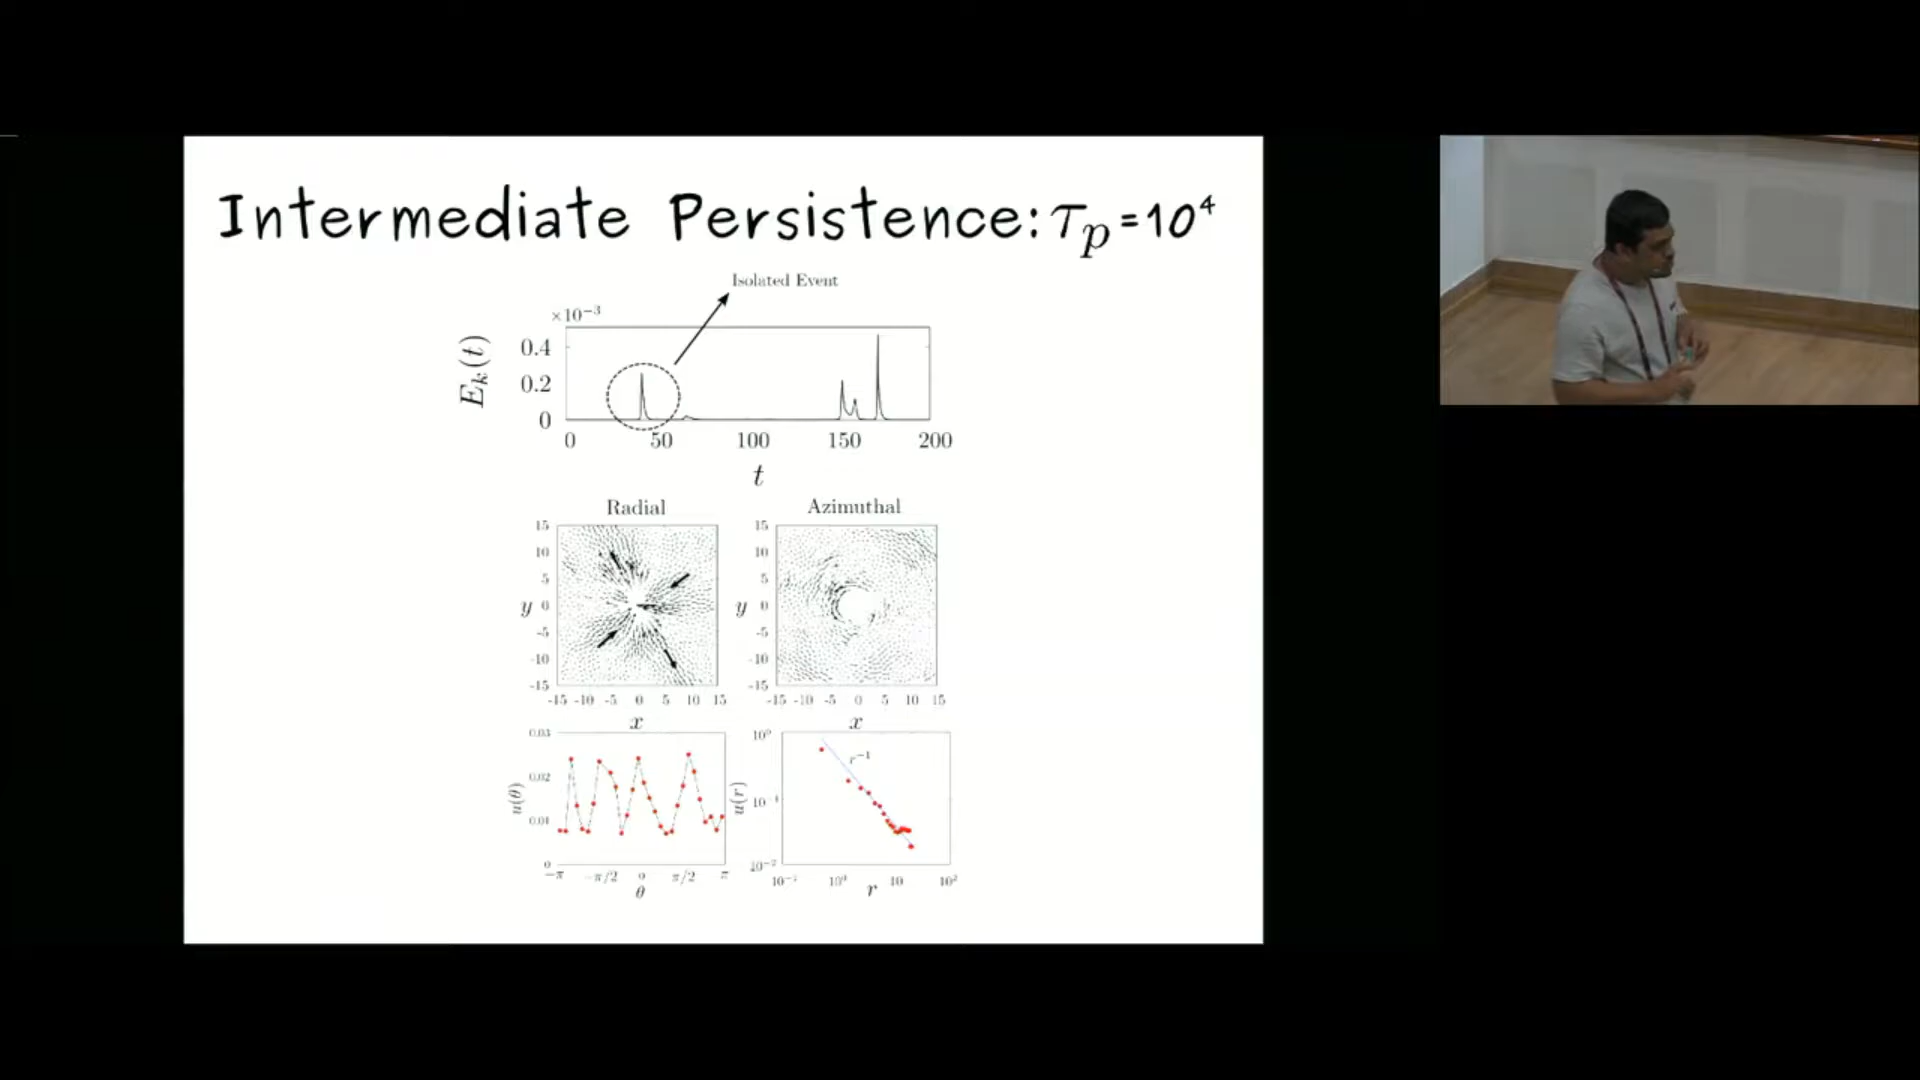 Intermediate Persistence: τp=10⁴
Isolated Event
×10⁻³
Ek(t)
0.4
0.2
0
0 50 100 150 200
t
Radial Azimuthal
15 15
10 10
5 5
y 0 y 0
-5 -5
-10 -10
-15 -15
-15 -10 -5 0 5 10 15 -15 -10 -5 0 5 10 15
x x
0.03 10⁰
r⁻¹
0.02
u(θ) u(r)
10⁻¹
0.01
0 10⁻²
−π −π/2 0 π/2 π 10⁻¹ 10⁰ 10 10²
θ r